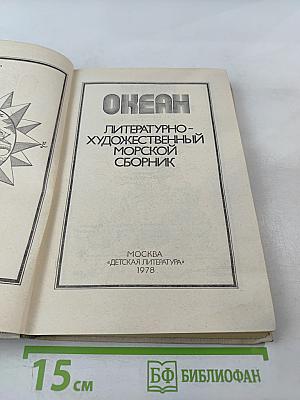 ОКЕАН
ЛИТЕРАТУРНО-
ХУДОЖЕСТВЕННЫЙ
МОРСКОЙ
СБОРНИК
МОСКВА
«ДЕТСКАЯ ЛИТЕРАТУРА»
1978
15 см
БФ БИБЛИОФАН